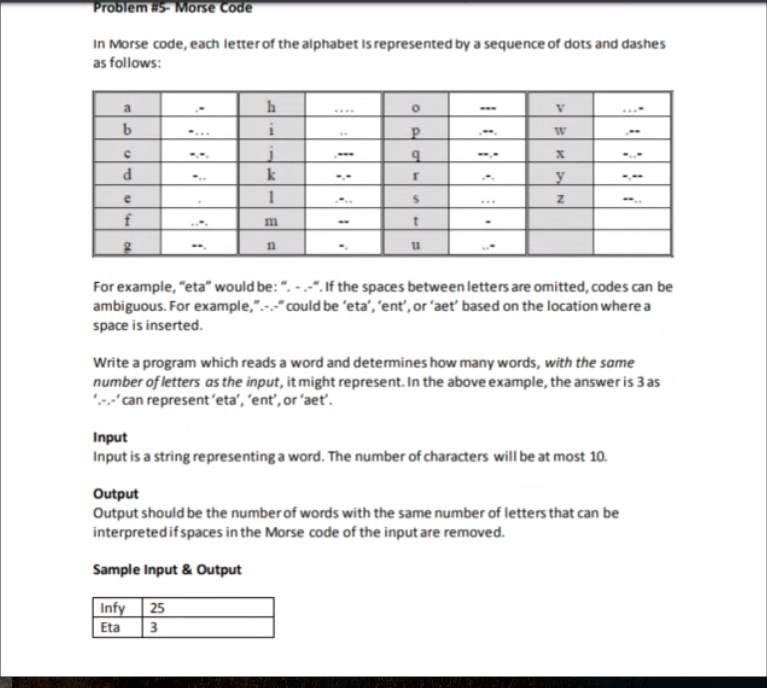 Problem #5- Morse Code
In Morse code, each letter of the alphabet is represented by a sequence of dots and dashes
as follows:
a .- h .... o --- v ...-
b -... i .. p .--. w .--
c -.-. j .--- q --.- x -..-
d -.. k -.- r .-. y -.--
e . l .-.. s ... z --..
f ..-. m -- t -
g --. n -. u ..-
For example, "eta" would be: ". - .-". If the spaces between letters are omitted, codes can be
ambiguous. For example,".-.-" could be 'eta', 'ent', or 'aet' based on the location where a
space is inserted.
Write a program which reads a word and determines how many words, with the same
number of letters as the input, it might represent. In the above example, the answer is 3 as
'.-.-' can represent 'eta', 'ent', or 'aet'.
Input
Input is a string representing a word. The number of characters will be at most 10.
Output
Output should be the number of words with the same number of letters that can be
interpreted if spaces in the Morse code of the input are removed.
Sample Input & Output
Infy 25
Eta 3